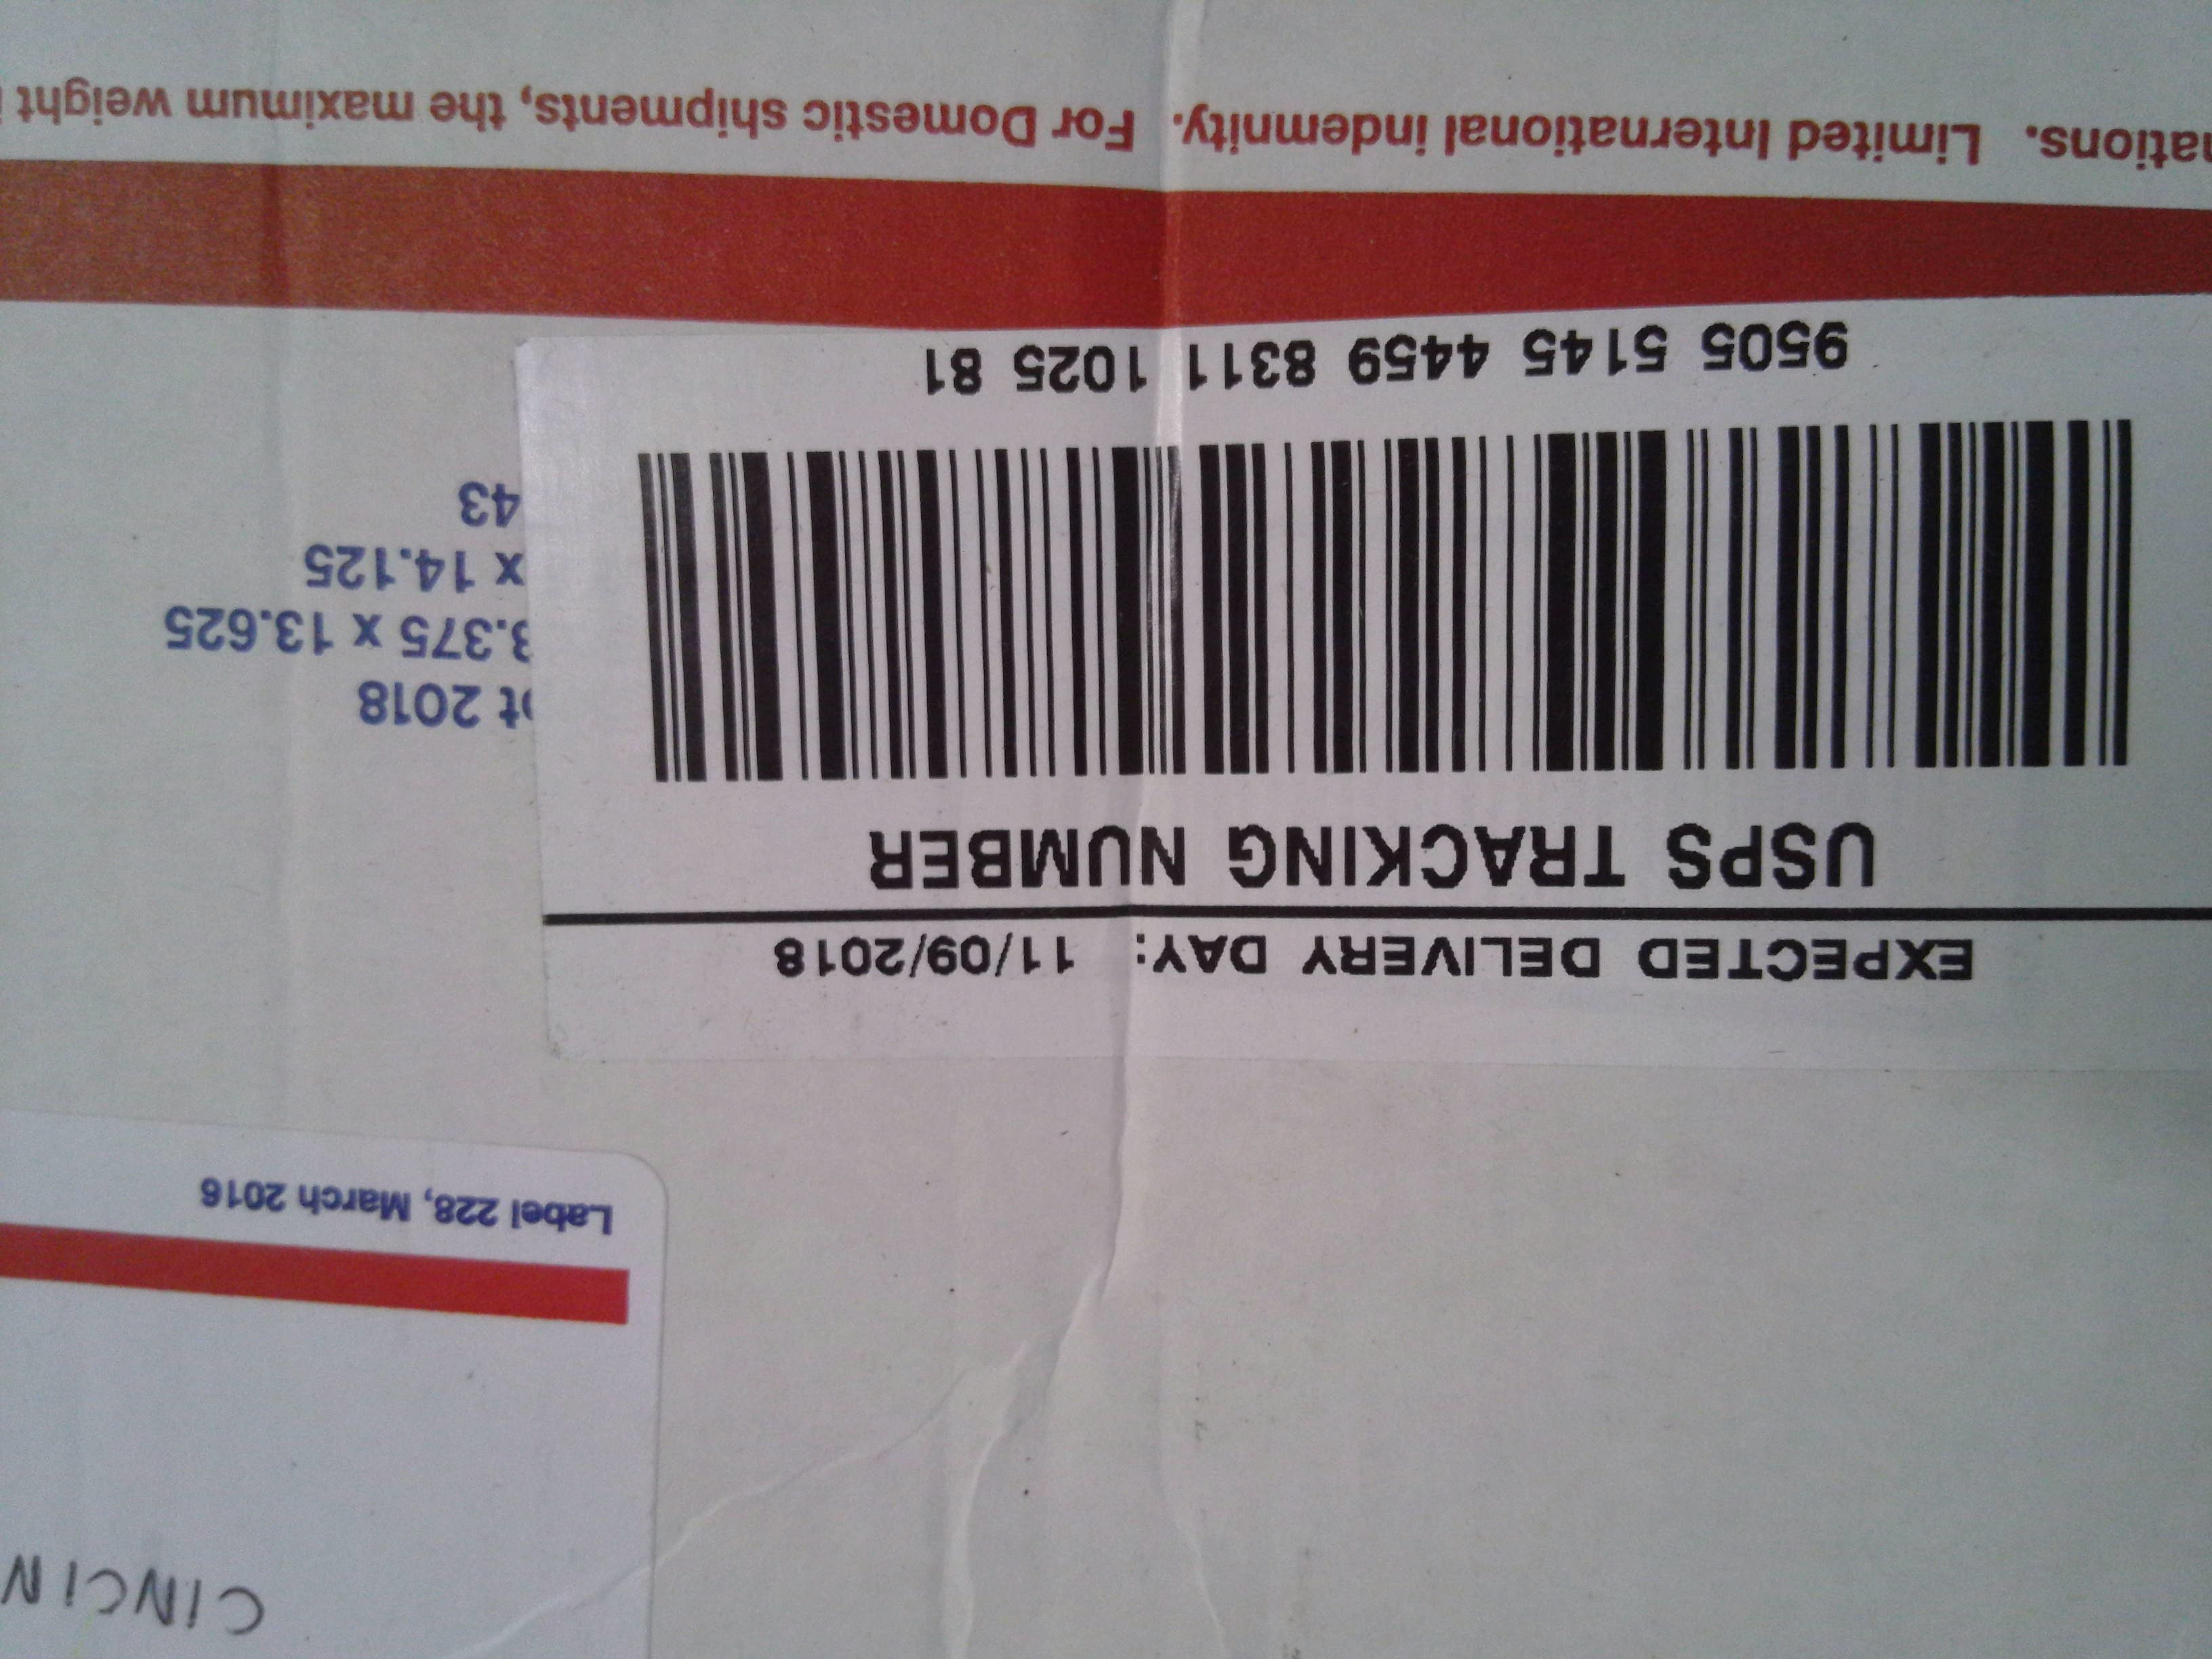 CINCIN
Label 228, March 2016
EXPECTED DELIVERY DAY: 11/09/2018
USPS TRACKING NUMBER
9505 5145 4459 8311 1025 81
2018
3.375 x 13.625
x 14.125
43
ations. Limited International indemnity. For Domestic shipments, the maximum weight